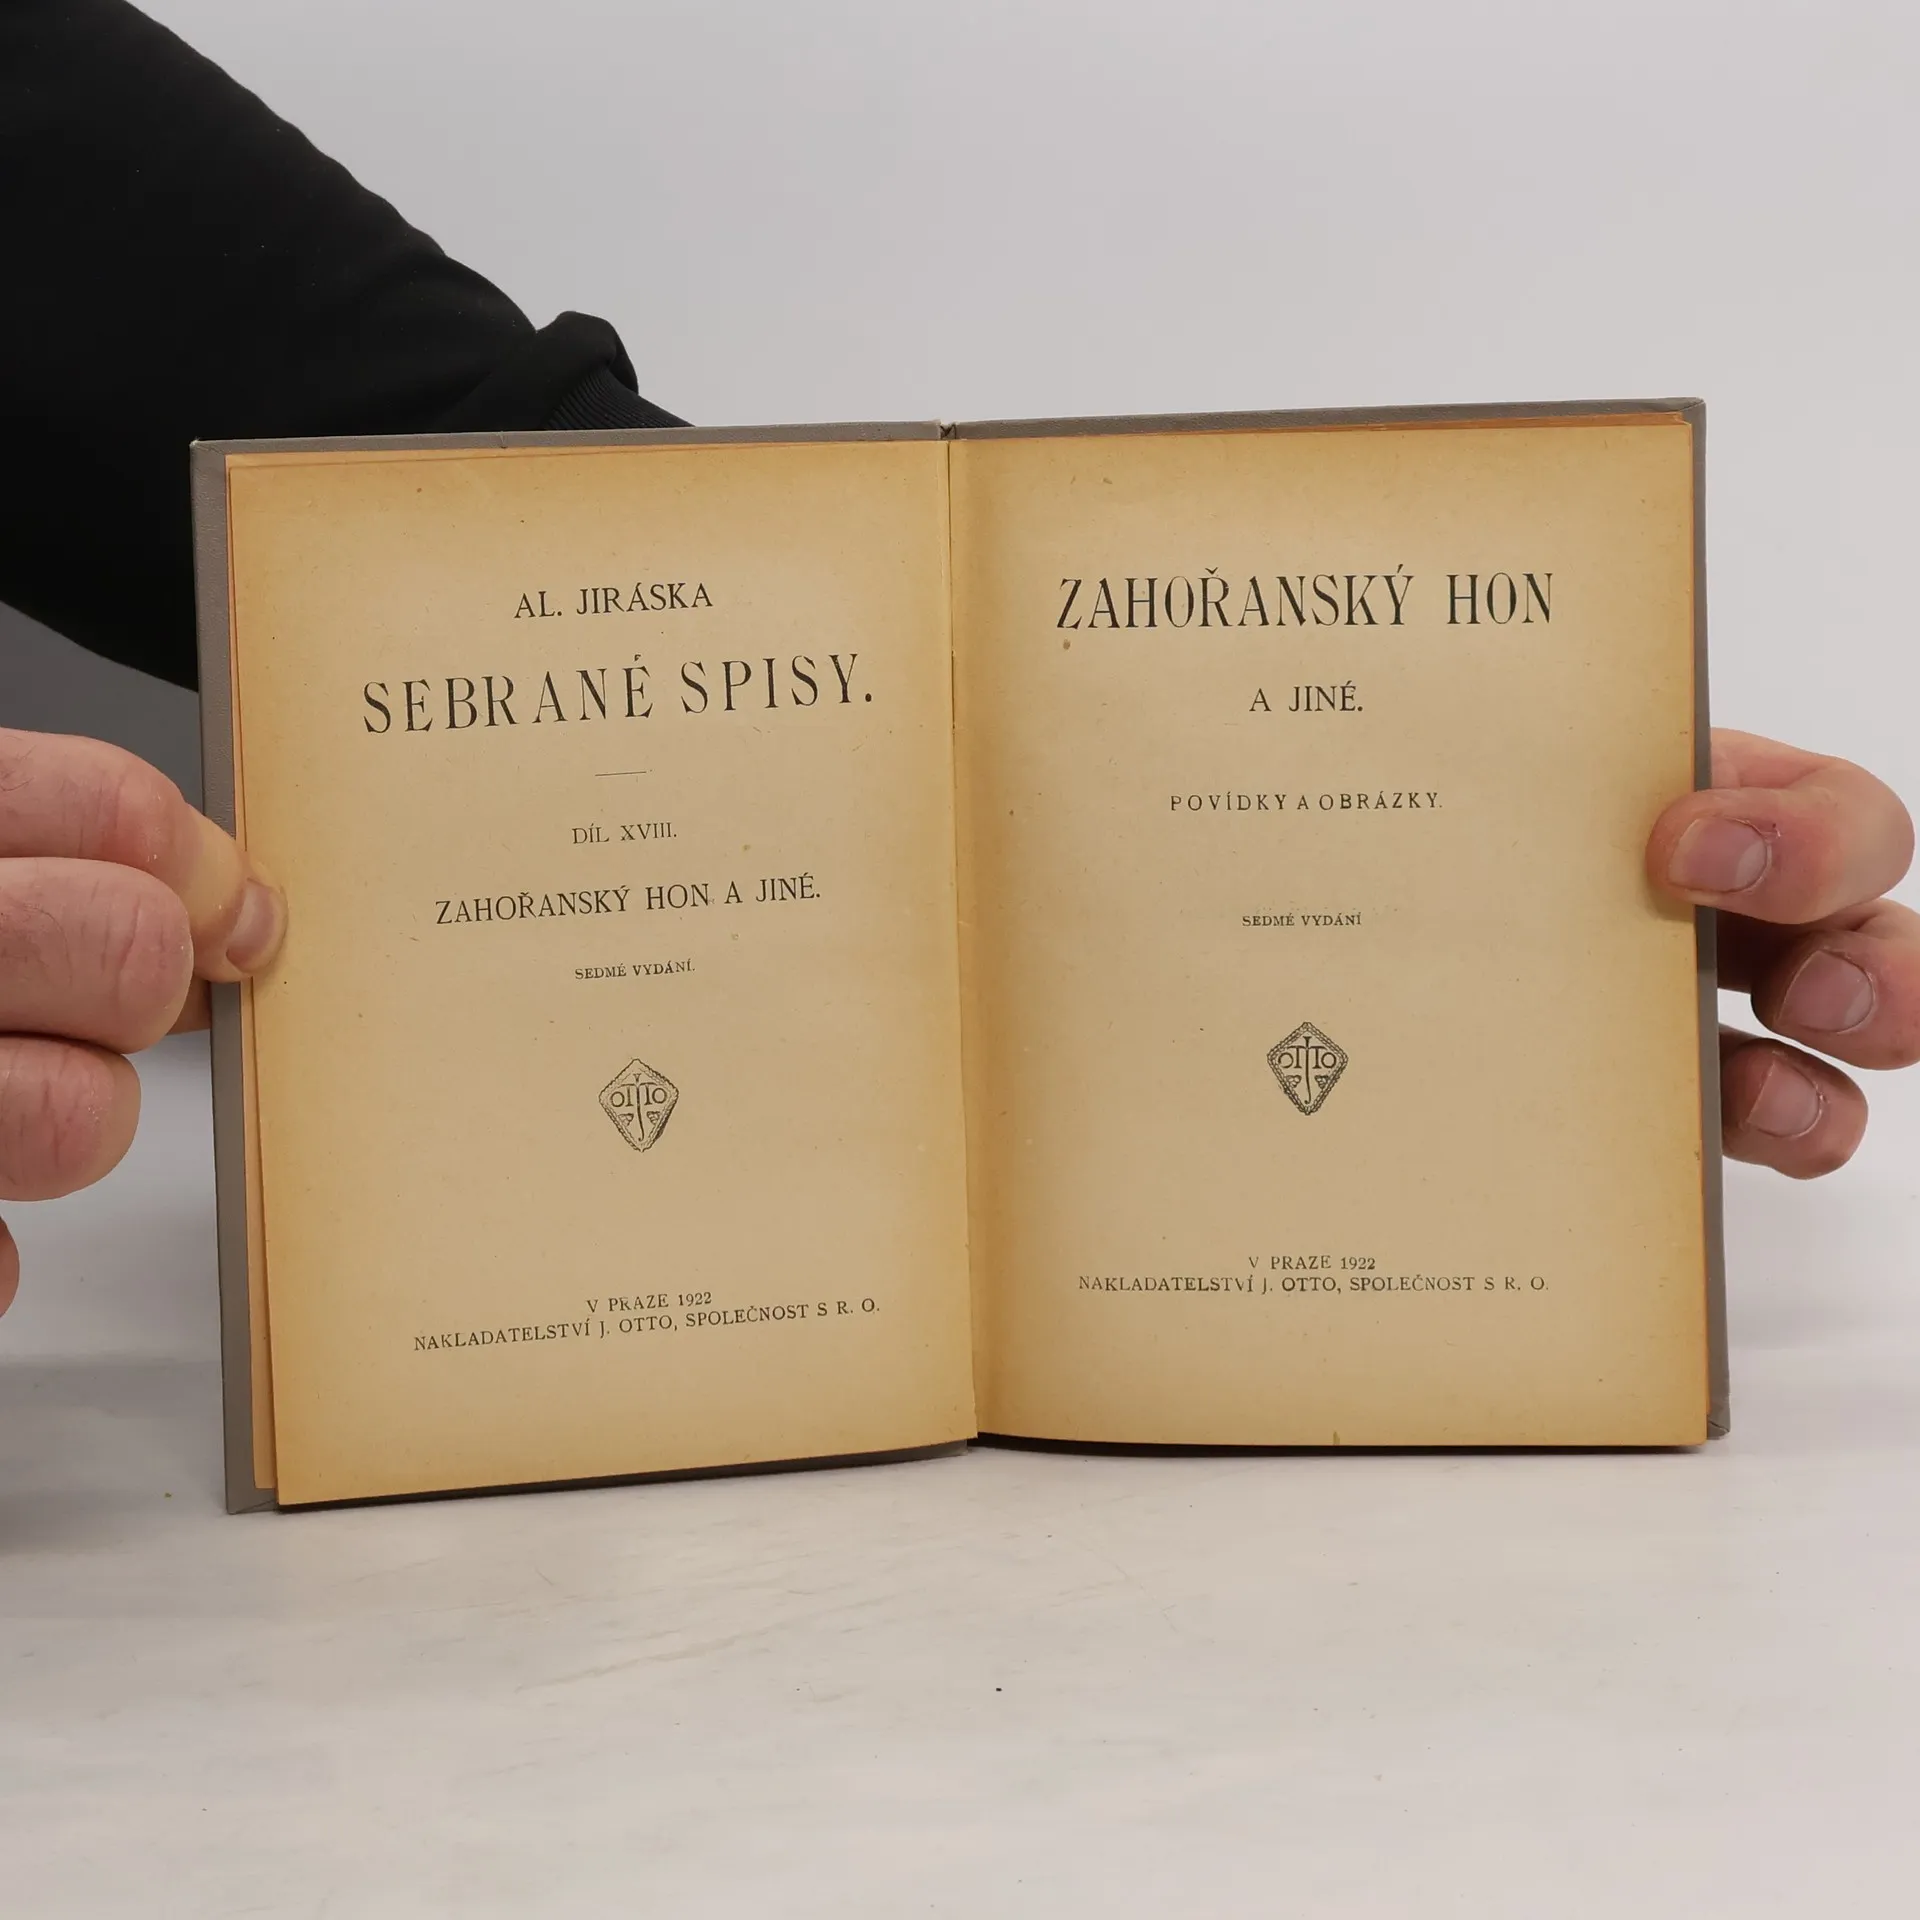 AL. JIRÁSKA
SEBRANÉ SPISY.
DÍL XVIII.
ZAHOŘANSKÝ HON A JINÉ.
SEDMÉ VYDÁNÍ.
OTTO
V PRAZE 1922
NAKLADATELSTVÍ J. OTTO, SPOLEČNOST S R. O.
ZAHOŘANSKÝ HON
A JINÉ.
POVÍDKY A OBRÁZKY.
SEDMÉ VYDÁNÍ
OTTO
V PRAZE 1922
NAKLADATELSTVÍ J. OTTO, SPOLEČNOST S R. O.